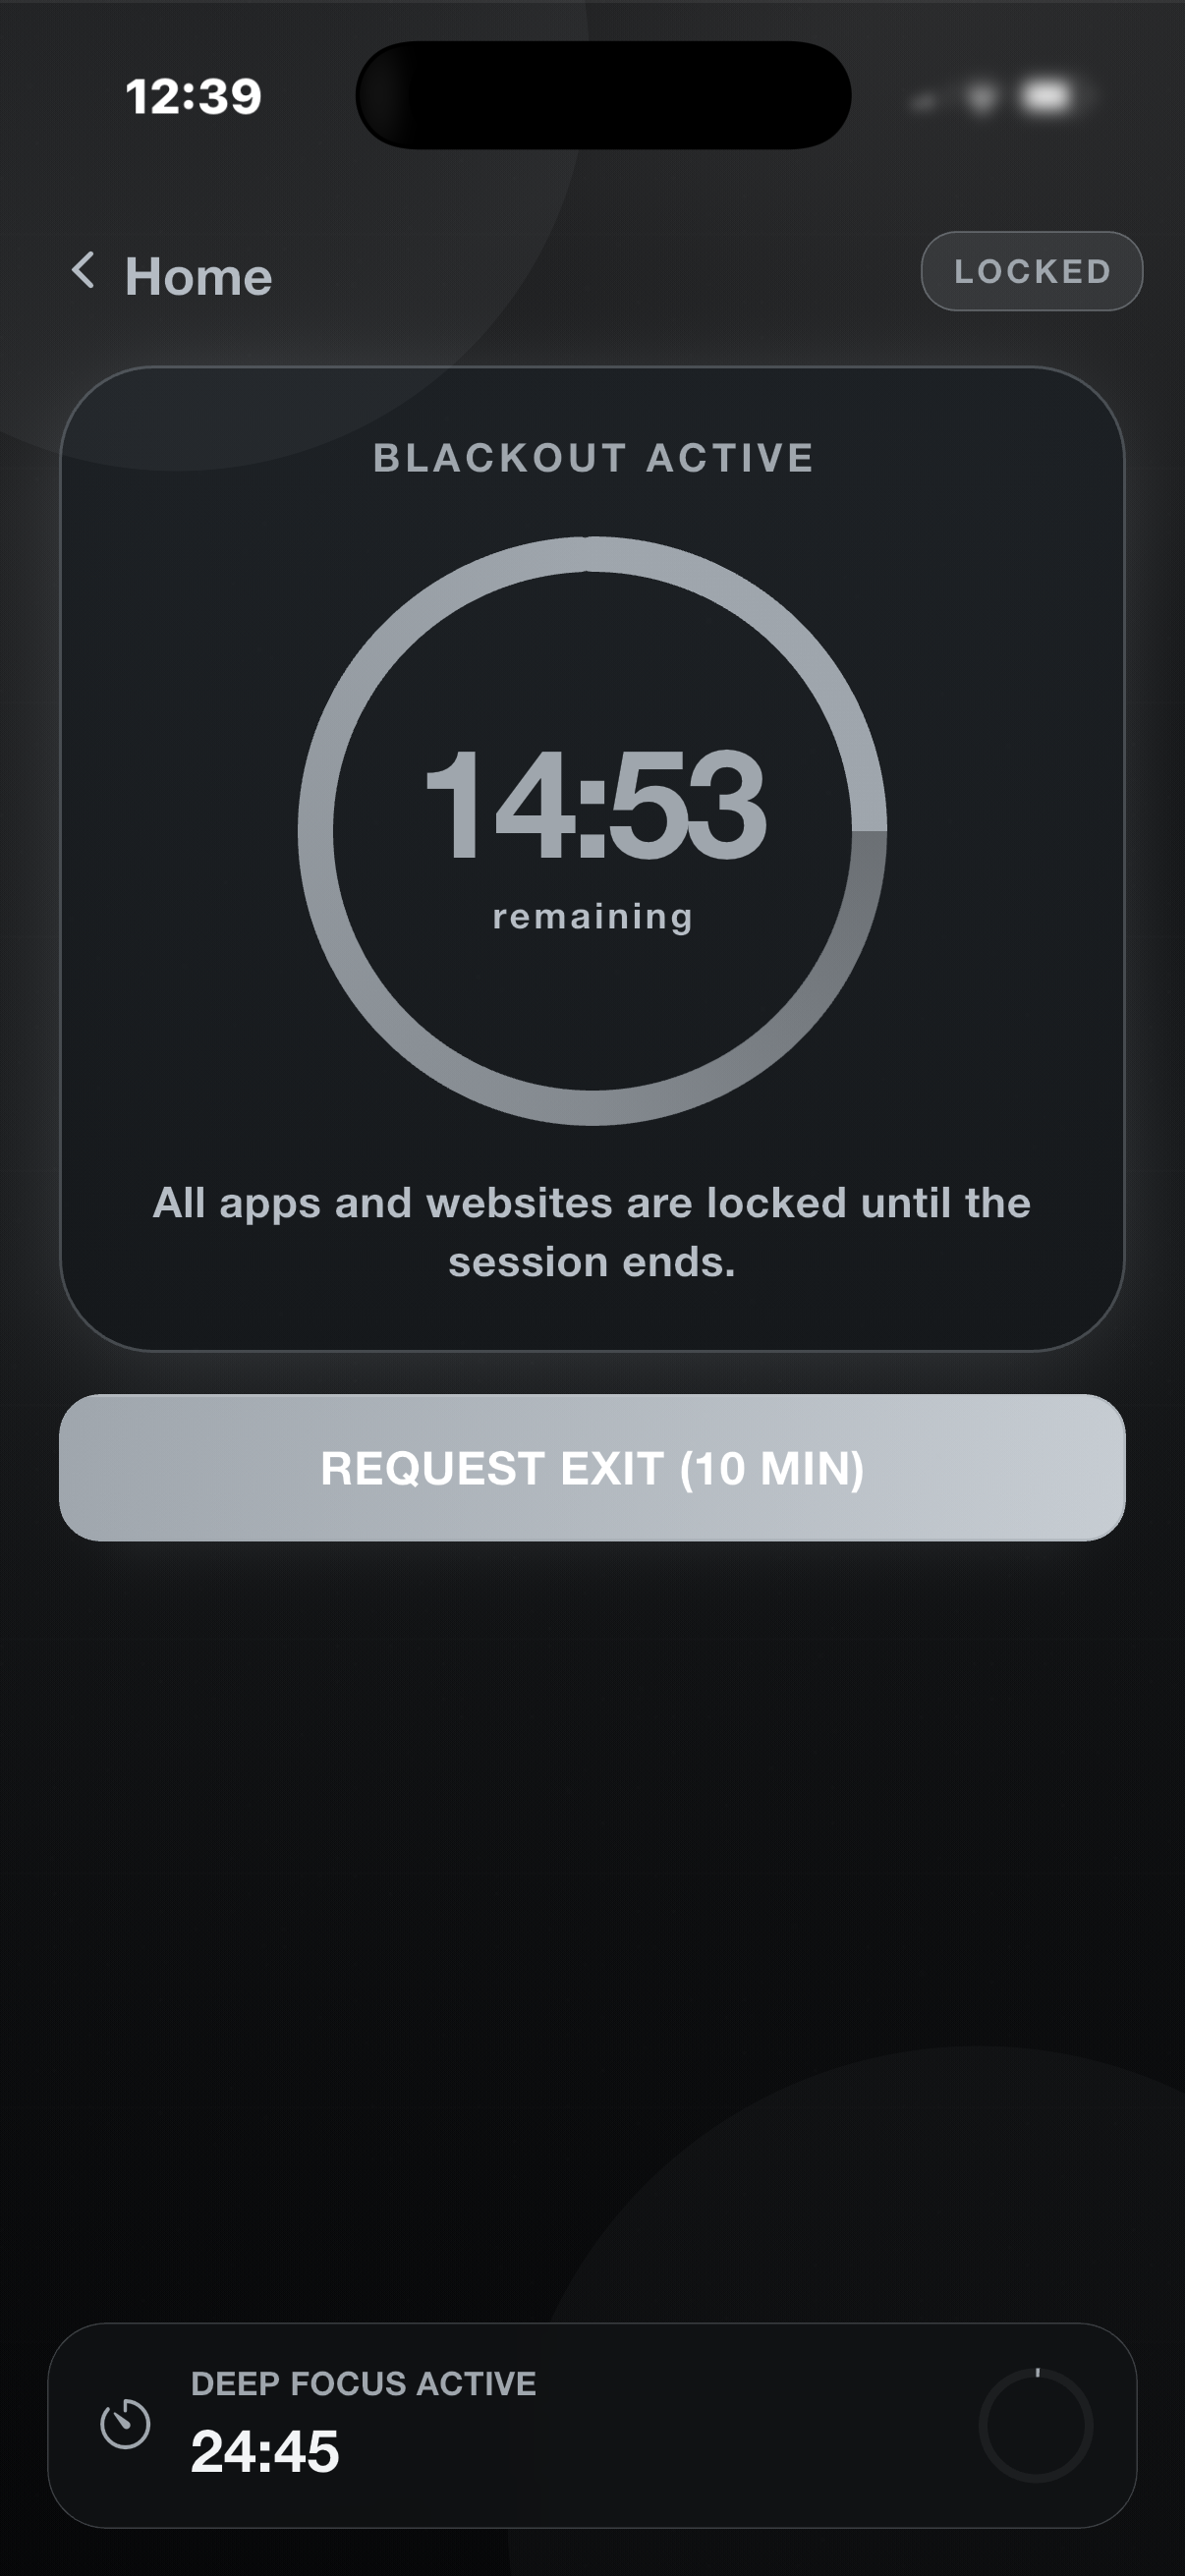 12:39
Home
LOCKED
BLACKOUT ACTIVE
14:53
remaining
All apps and websites are locked until the
session ends.
REQUEST EXIT (10 MIN)
DEEP FOCUS ACTIVE
24:45